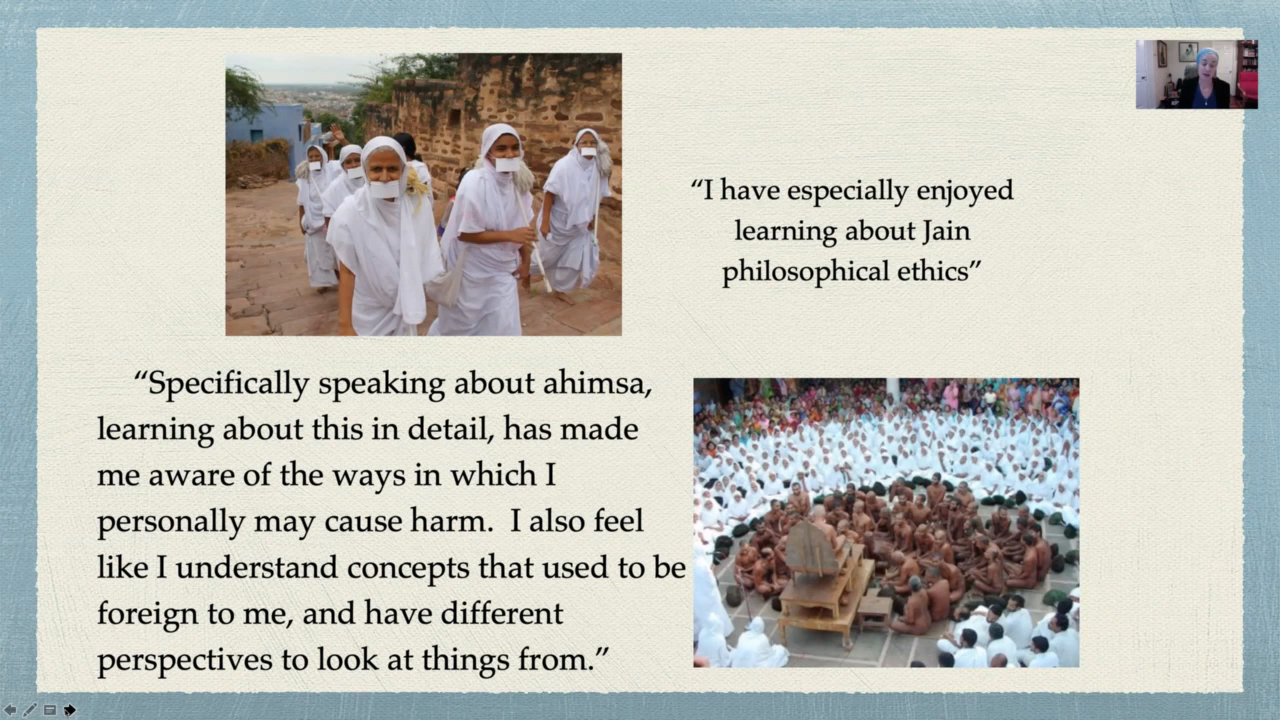 “I have especially enjoyed
learning about Jain
philosophical ethics”
“Specifically speaking about ahimsa,
learning about this in detail, has made
me aware of the ways in which I
personally may cause harm.  I also feel
like I understand concepts that used to be
foreign to me, and have different
perspectives to look at things from.”